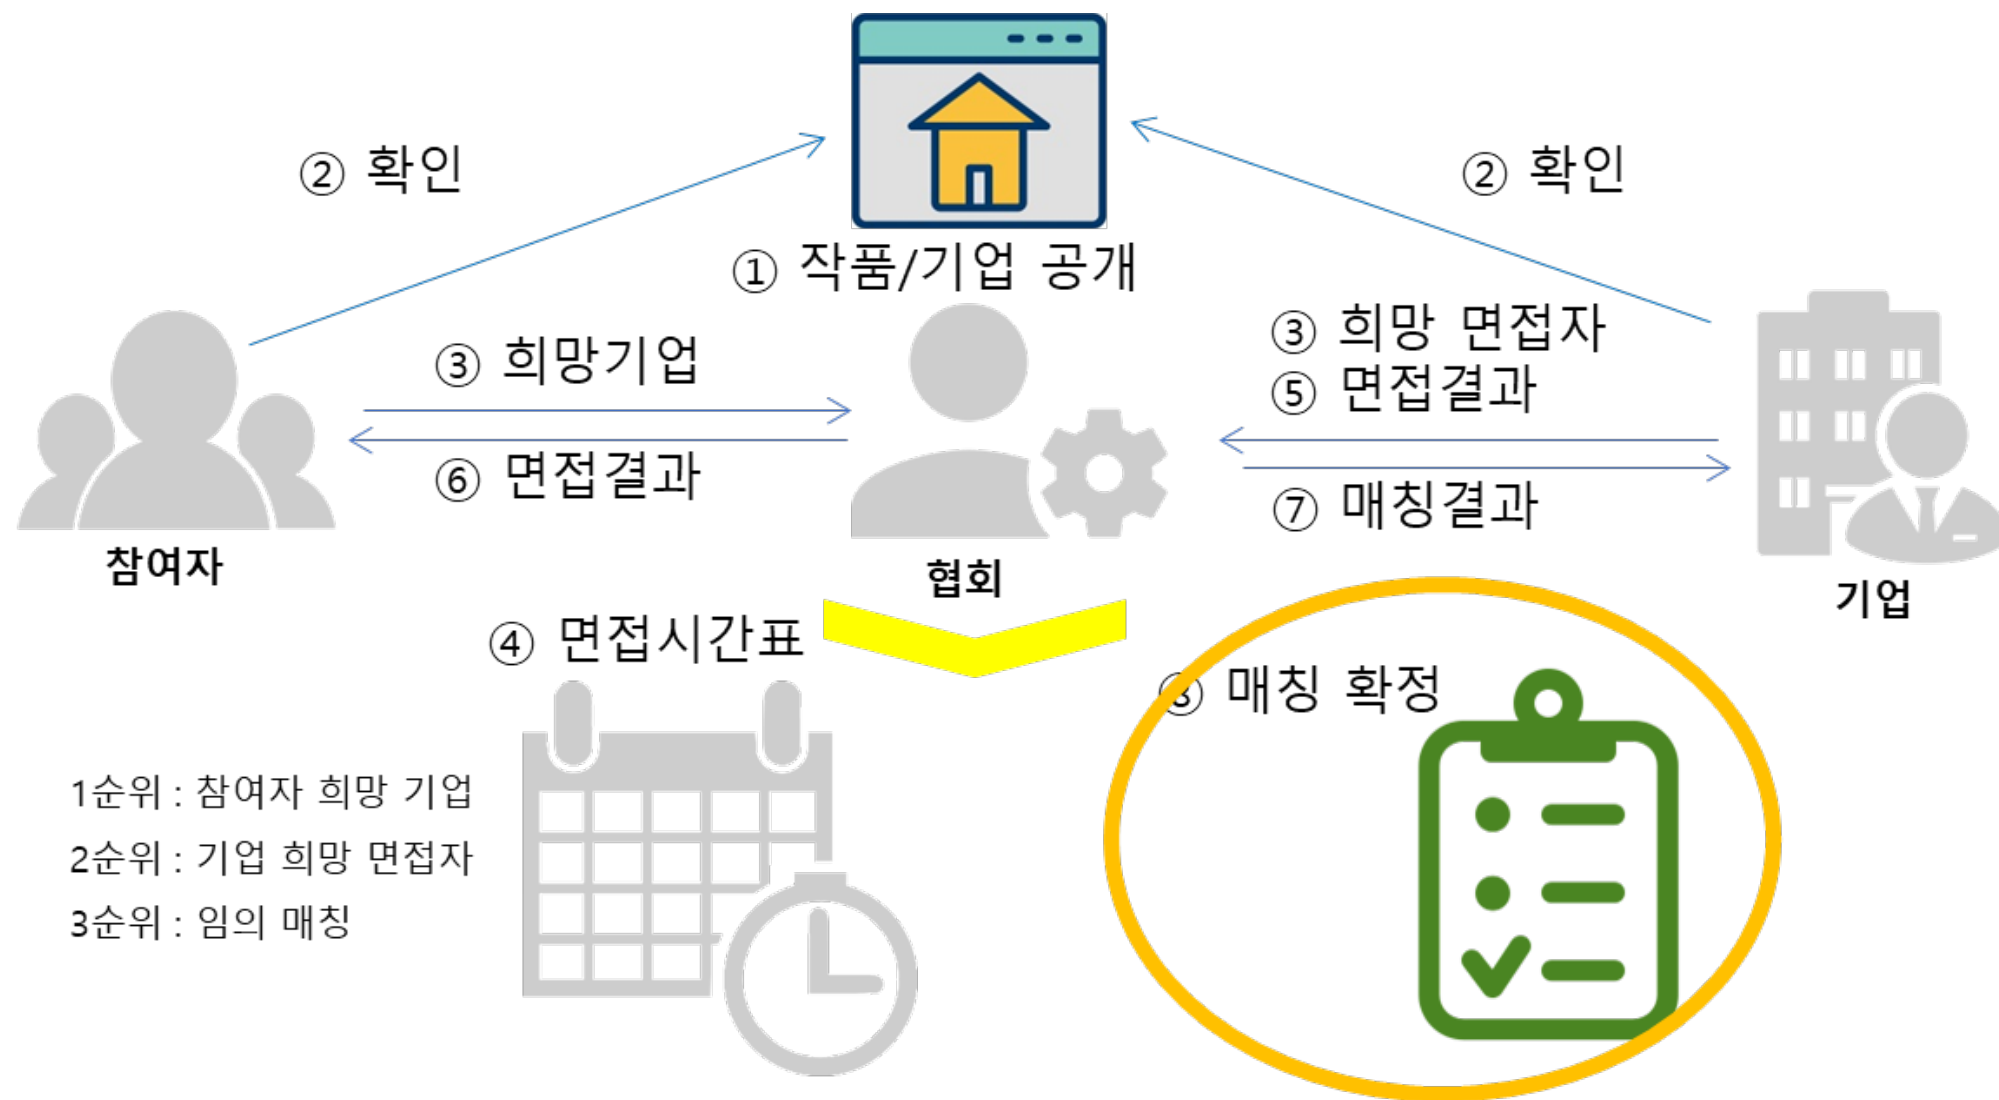 ② 확인
② 확인
① 작품/기업 공개
③ 희망기업
③ 희망 면접자
⑤ 면접결과
⑥ 면접결과
⑦ 매칭결과
참여자
협회
기업
④ 면접시간표
⑧ 매칭 확정
1순위 : 참여자 희망 기업
2순위 : 기업 희망 면접자
3순위 : 임의 매칭